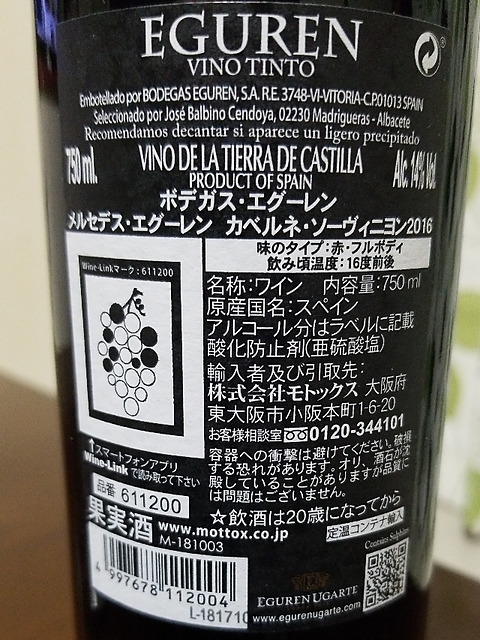 EGUREN
VINO TINTO
Embotellado por BODEGAS EGUREN, S.A. R.E. 3748-VI-VITORIA-C.P.01013 SPAIN
Seleccionado por José Balbino Cendoya, 02230 Madrigueras - Albacete
Recomendamos decantar si aparece un ligero precipitado
750 ml. VINO DE LA TIERRA DE CASTILLA Alc. 14% Vol.
PRODUCT OF SPAIN
ボデガス・エグーレン
メルセデス・エグーレン カベルネ・ソーヴィニヨン2016
味のタイプ:赤・フルボディ
飲み頃温度:16度前後
Wine-Linkマーク:611200
名称:ワイン 内容量:750ml
原産国名:スペイン
アルコール分はラベルに記載
酸化防止剤(亜硫酸塩)
輸入者及び引取先:
株式会社モトックス 大阪府
東大阪市小阪本町1-6-20
お客様相談室 0120-344101
容器への衝撃は避けてください。破損
する恐れがあります。オリ、酒石が沈
殿していることがありますが品質に
は問題はございません。
↑スマートフォンアプリ
Wine-Linkで読み取って下さい
品番 611200
果実酒
☆飲酒は20歳になってから
www.mottox.co.jp
定温コンテナ輸入
M-181003
Contains Sulphites
4 997678 112004
L-181710
EGUREN UGARTE
www.egurenugarte.com